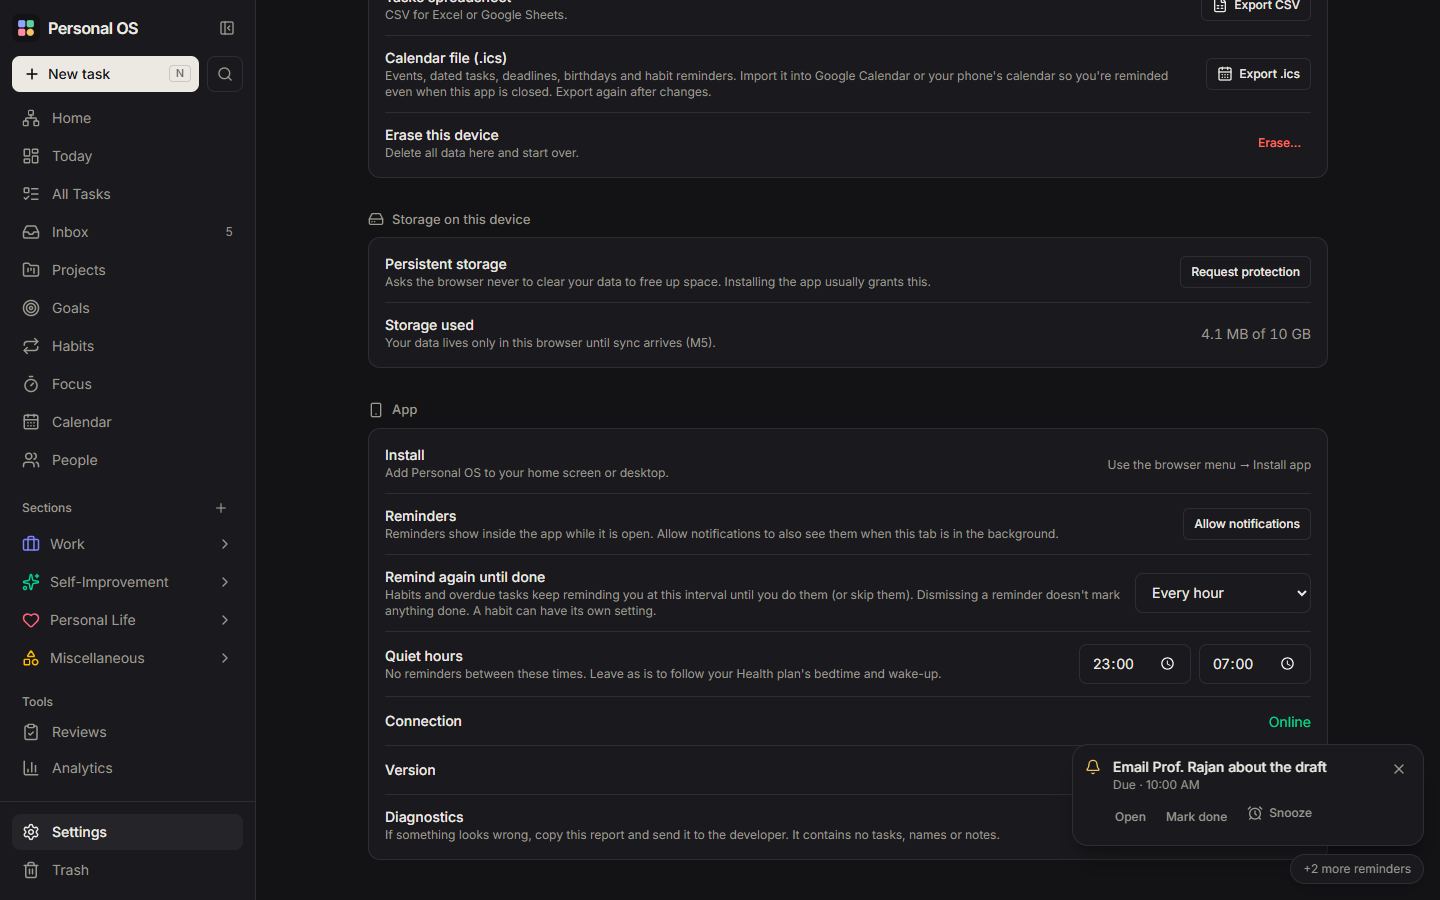 Personal OS
New task
N
Home
Today
All Tasks
Inbox
5
Projects
Goals
Habits
Focus
Calendar
People
Sections
Work
Self-Improvement
Personal Life
Miscellaneous
Tools
Reviews
Analytics
Settings
Trash
CSV for Excel or Google Sheets.
Export CSV
Calendar file (.ics)
Events, dated tasks, deadlines, birthdays and habit reminders. Import it into Google Calendar or your phone's calendar so you're reminded
even when this app is closed. Export again after changes.
Export .ics
Erase this device
Delete all data here and start over.
Erase...
Storage on this device
Persistent storage
Asks the browser never to clear your data to free up space. Installing the app usually grants this.
Request protection
Storage used
Your data lives only in this browser until sync arrives (M5).
4.1 MB of 10 GB
App
Install
Add Personal OS to your home screen or desktop.
Use the browser menu → Install app
Reminders
Reminders show inside the app while it is open. Allow notifications to also see them when this tab is in the background.
Allow notifications
Remind again until done
Habits and overdue tasks keep reminding you at this interval until you do them (or skip them). Dismissing a reminder doesn't mark
anything done. A habit can have its own setting.
Every hour
Quiet hours
No reminders between these times. Leave as is to follow your Health plan's bedtime and wake-up.
23:00
07:00
Connection
Online
Version
Diagnostics
If something looks wrong, copy this report and send it to the developer. It contains no tasks, names or notes.
Email Prof. Rajan about the draft
Due · 10:00 AM
Open
Mark done
Snooze
+2 more reminders